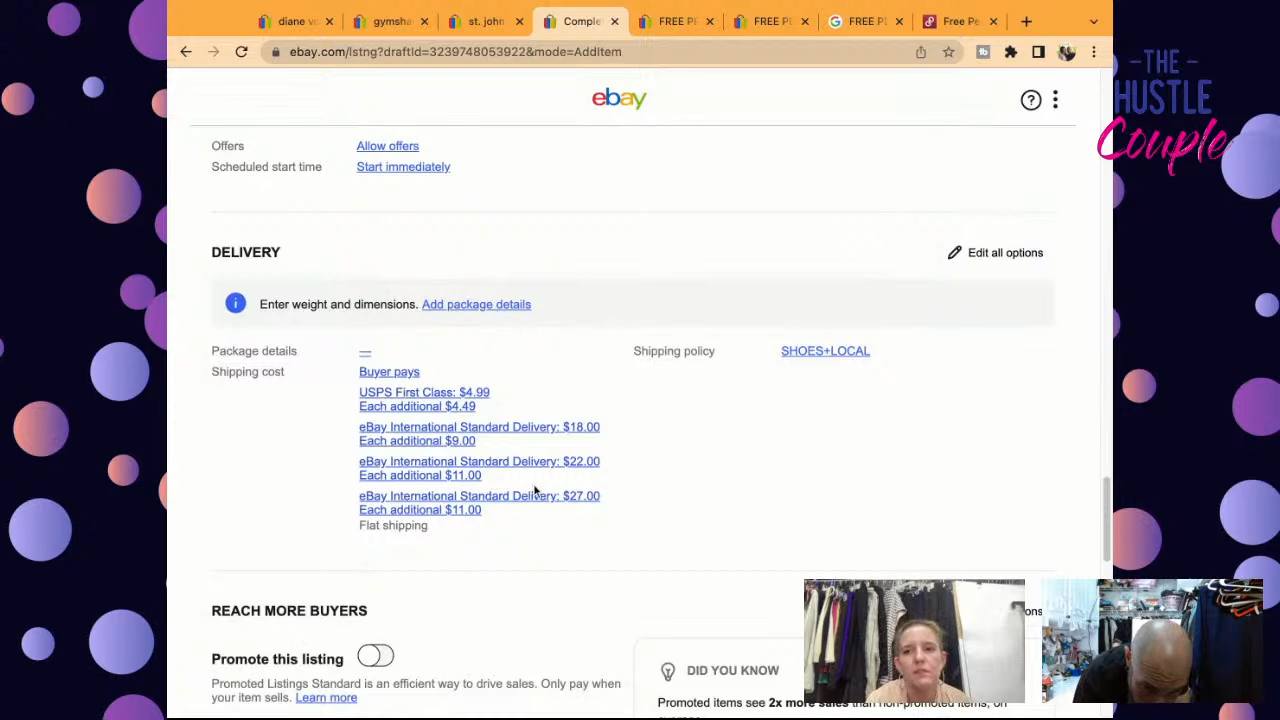 diane v
gymsha
st. john
Comple
FREE PE
FREE PE
FREE PE
Free Pe
ebay.com/lstng?draftId=3239748053922&mode=AddItem
-THE-
HUSTLE
Couple
ebay
Offers
Allow offers
Scheduled start time
Start immediately
DELIVERY
Edit all options
Enter weight and dimensions. Add package details
Package details
—
Shipping policy
SHOES+LOCAL
Shipping cost
Buyer pays
USPS First Class: $4.99
Each additional $4.49
eBay International Standard Delivery: $18.00
Each additional $9.00
eBay International Standard Delivery: $22.00
Each additional $11.00
eBay International Standard Delivery: $27.00
Each additional $11.00
Flat shipping
REACH MORE BUYERS
ons
Promote this listing
Promoted Listings Standard is an efficient way to drive sales. Only pay when
your item sells. Learn more
DID YOU KNOW
Promoted items see 2x more sales than non-promoted items, on